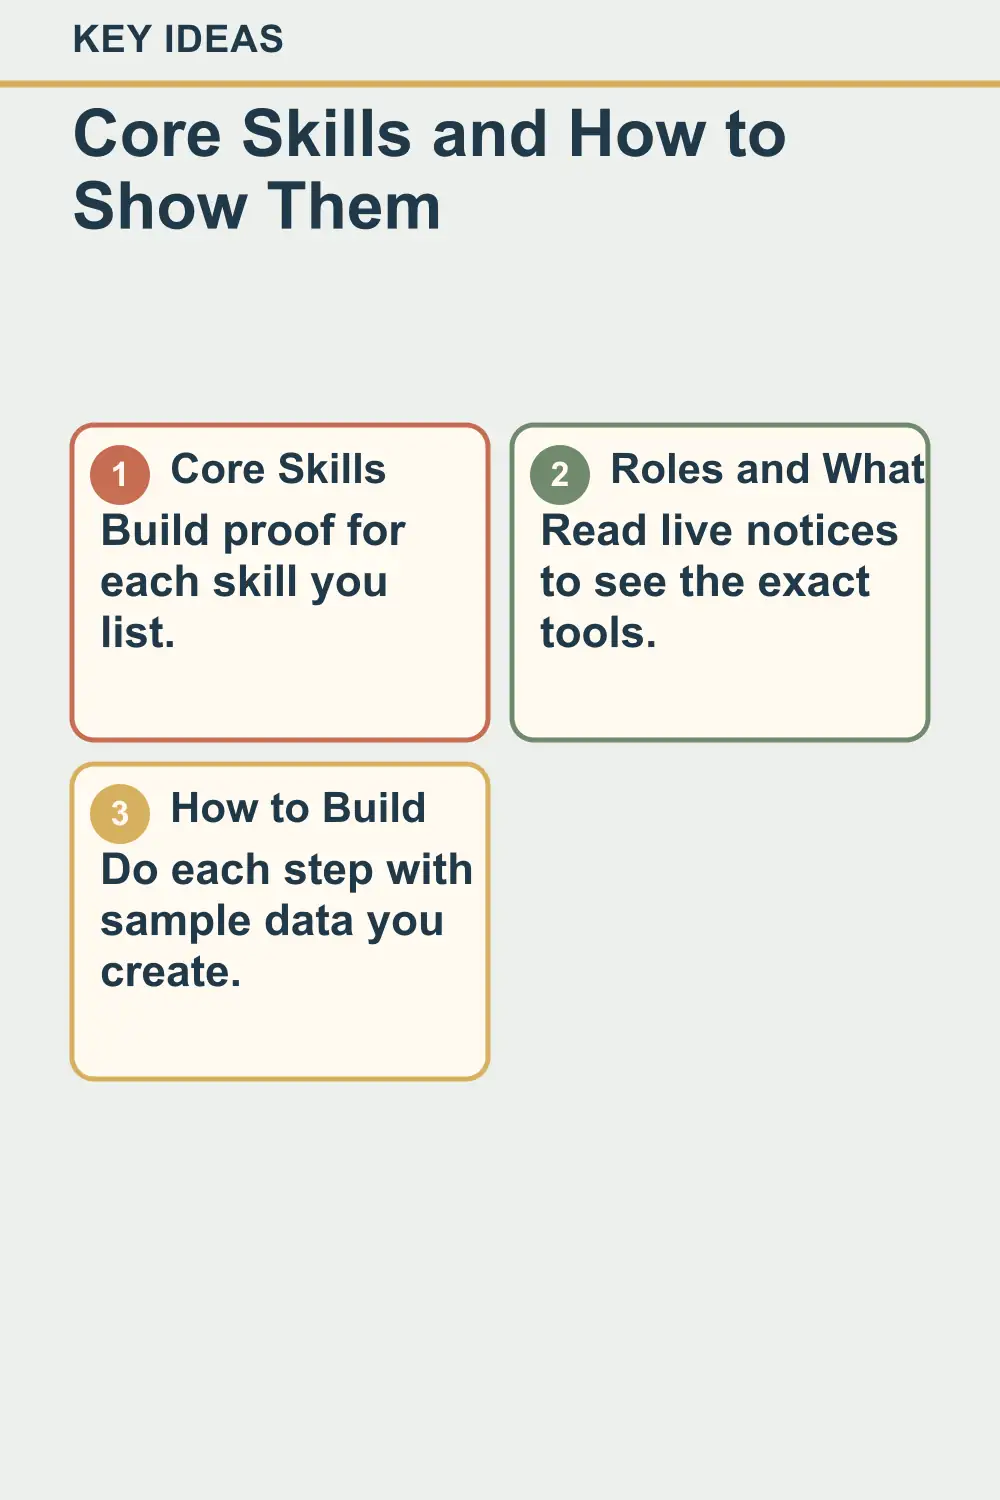 KEY IDEAS
Core Skills and How to
Show Them
1 Core Skills
Build proof for
each skill you
list.
2 Roles and What
Read live notices
to see the exact
tools.
3 How to Build
Do each step with
sample data you
create.